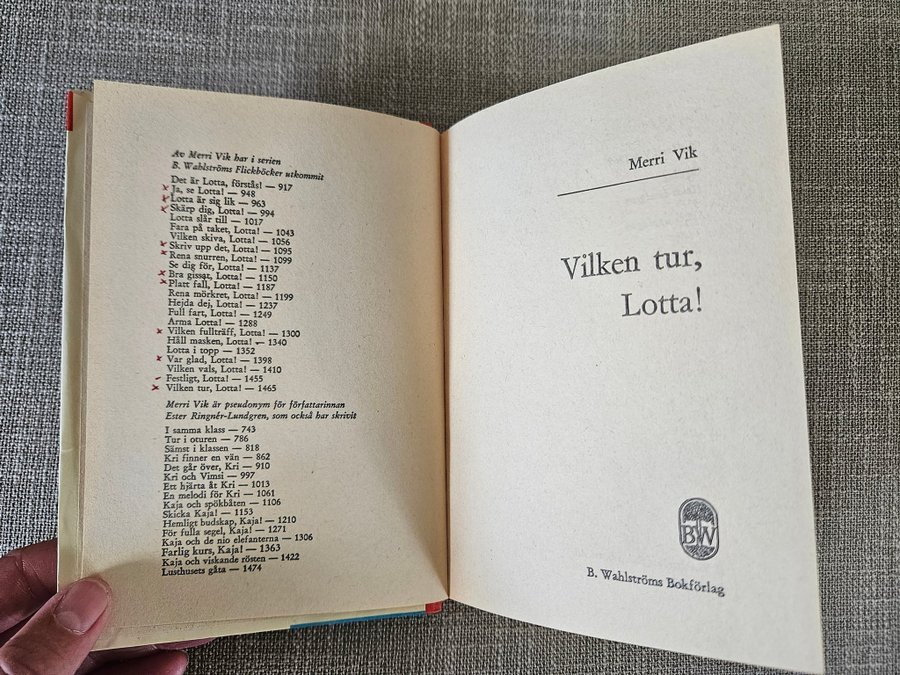 Av Merri Vik har i serien
B. Wahlströms Flickböcker utkommit
Det är Lotta, förstås! — 917
x Ja, se Lotta! — 948
x Lotta är sig lik — 963
x Skärp dig, Lotta! — 994
Lotta slår till — 1017
Fara på taket, Lotta! — 1043
Vilken skiva, Lotta! — 1056
x Skriv upp det, Lotta! — 1095
x Rena snurren, Lotta! — 1099
Se dig för, Lotta! — 1137
x Bra gissat, Lotta! — 1150
x Platt fall, Lotta! — 1187
Rena mörkret, Lotta! — 1199
Hejda dej, Lotta! — 1237
Full fart, Lotta! — 1249
Arma Lotta! — 1288
x Vilken fullträff, Lotta! — 1300
Håll masken, Lotta! — 1340
Lotta i topp — 1352
x Var glad, Lotta! — 1398
Vilken vals, Lotta! — 1410
- Festligt, Lotta! — 1455
x Vilken tur, Lotta! — 1465
Merri Vik är pseudonym för författarinnan
Ester Ringnér-Lundgren, som också har skrivit
I samma klass — 743
Tur i oturen — 786
Sämst i klassen — 818
Kri finner en vän — 862
Det går över, Kri — 910
Kri och Vimsi — 997
Ett hjärta åt Kri — 1013
En melodi för Kri — 1061
Kaja och spökbåten — 1106
Skicka Kaja! — 1153
Hemligt budskap, Kaja! — 1210
För fulla segel, Kaja! — 1271
Kaja och de nio elefanterna — 1306
Farlig kurs, Kaja! — 1363
Kaja och viskande rösten — 1422
Lusthusets gåta — 1474
Merri Vik
Vilken tur,
Lotta!
BW
B. Wahlströms Bokförlag